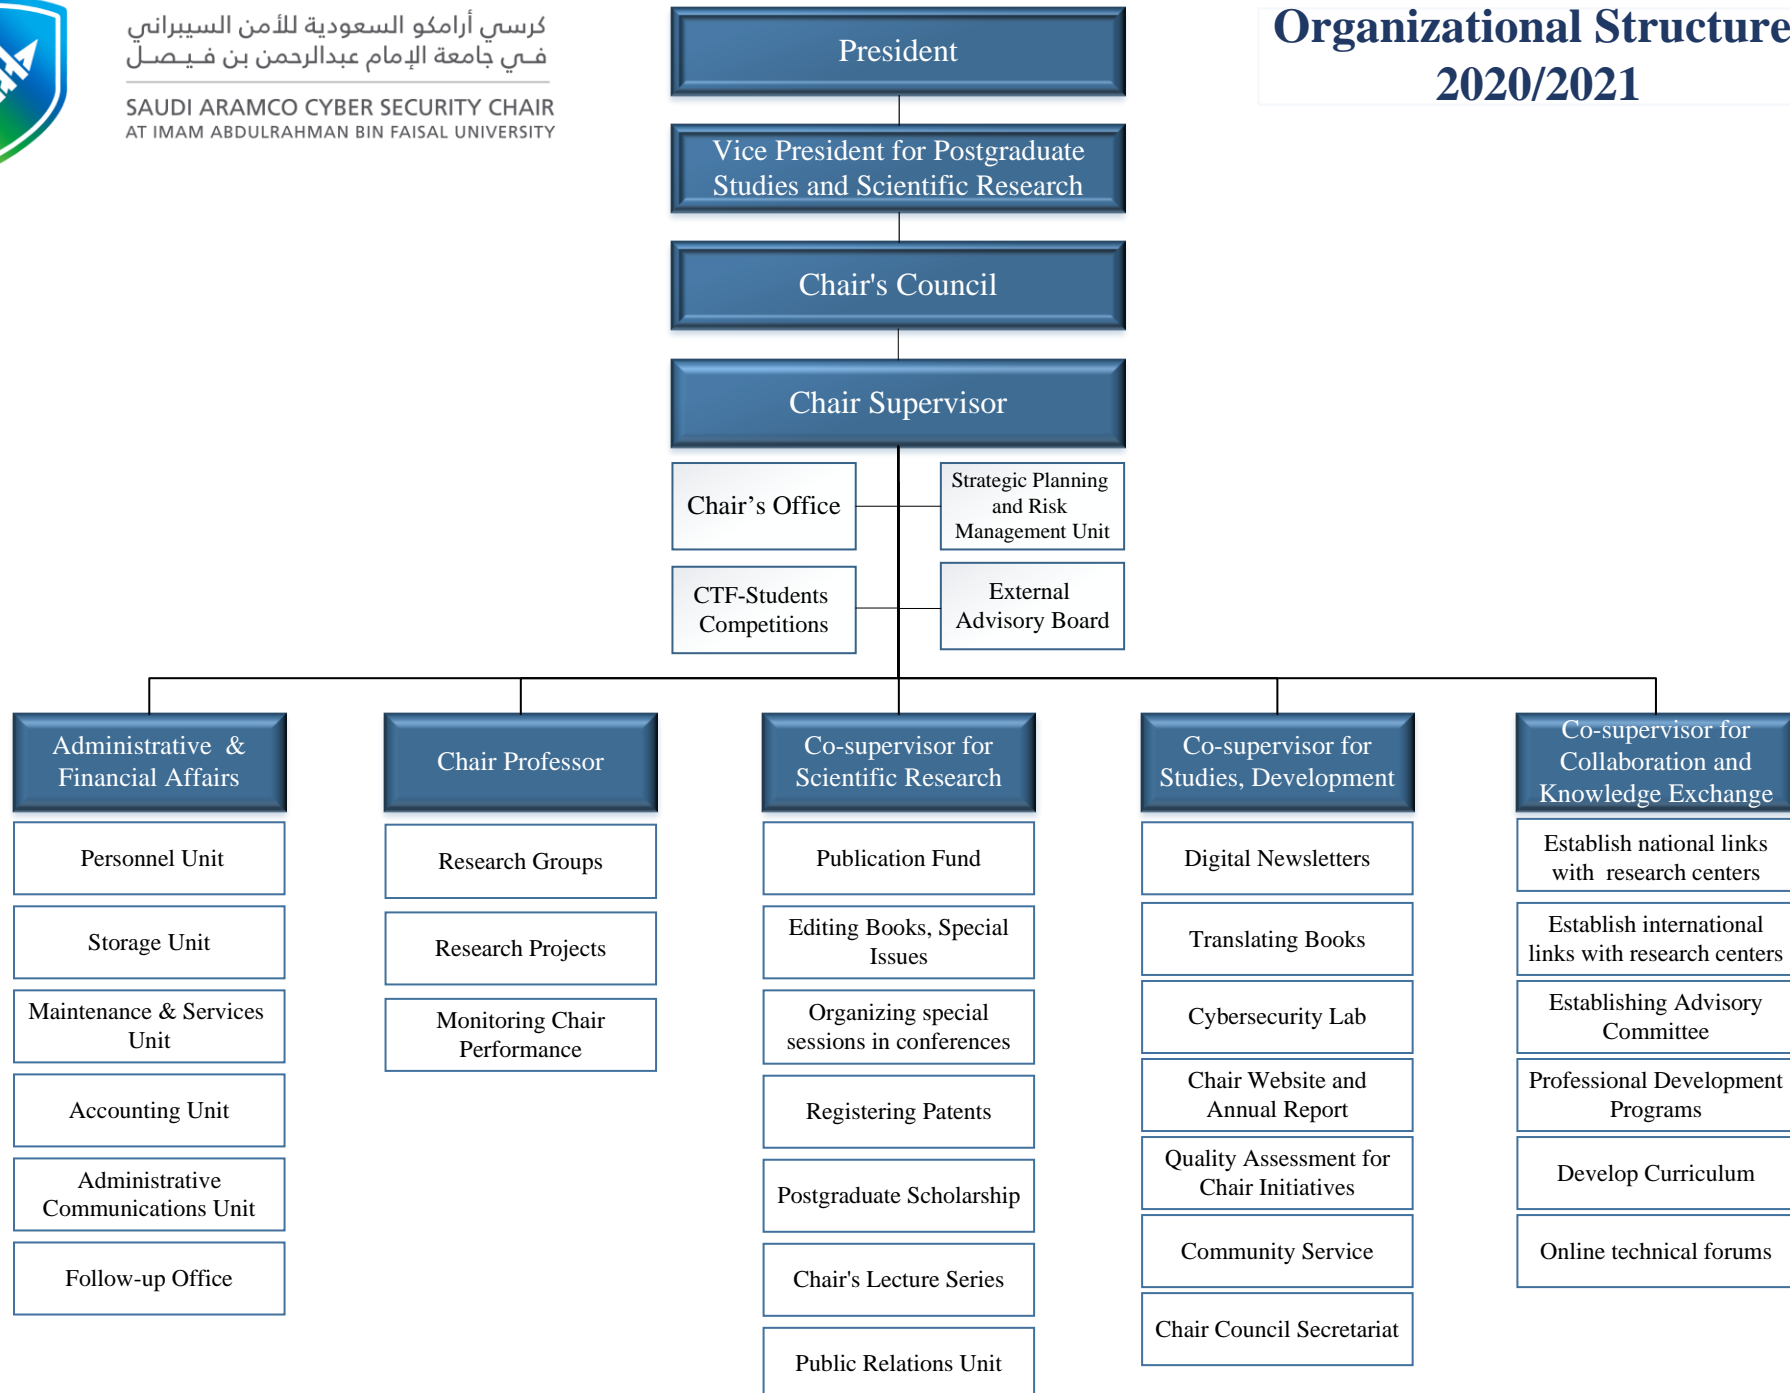 كرسي أرامكو السعودية للأمن السيبراني
في جامعة الإمام عبدالرحمن بن فيصل
SAUDI ARAMCO CYBER SECURITY CHAIR
AT IMAM ABDULRAHMAN BIN FAISAL UNIVERSITY
Organizational Structure
2020/2021
President
Vice President for Postgraduate
Studies and Scientific Research
Chair's Council
Chair Supervisor
Chair’s Office
Strategic Planning
and Risk
Management Unit
CTF-Students
Competitions
External
Advisory Board
Administrative &
Financial Affairs
Personnel Unit
Storage Unit
Maintenance & Services
Unit
Accounting Unit
Administrative
Communications Unit
Follow-up Office
Chair Professor
Research Groups
Research Projects
Monitoring Chair
Performance
Co-supervisor for
Scientific Research
Publication Fund
Editing Books, Special
Issues
Organizing special
sessions in conferences
Registering Patents
Postgraduate Scholarship
Chair's Lecture Series
Public Relations Unit
Co-supervisor for
Studies, Development
Digital Newsletters
Translating Books
Cybersecurity Lab
Chair Website and
Annual Report
Quality Assessment for
Chair Initiatives
Community Service
Chair Council Secretariat
Co-supervisor for
Collaboration and
Knowledge Exchange
Establish national links
with research centers
Establish international
links with research centers
Establishing Advisory
Committee
Professional Development
Programs
Develop Curriculum
Online technical forums